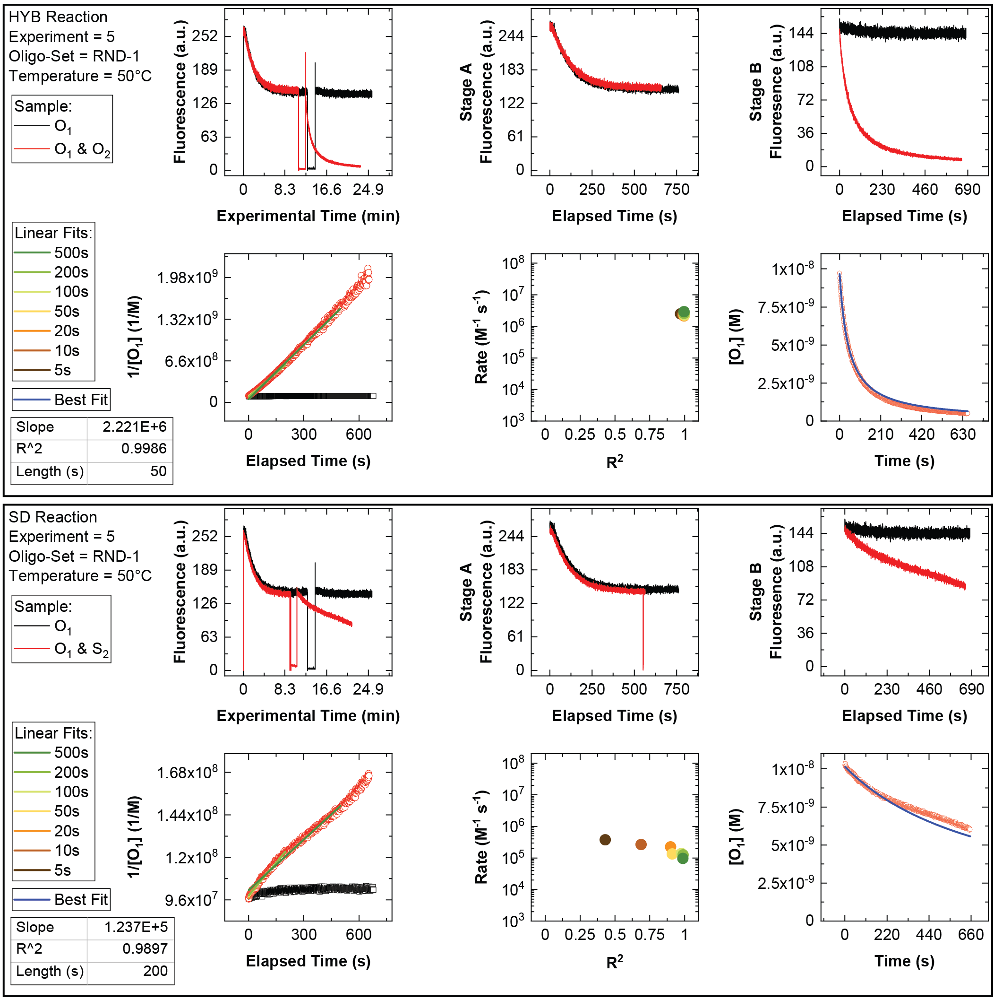 HYB Reaction
Experiment = 5
Oligo-Set = RND-1
Temperature = 50°C
Sample:
O1
O1 & O2
Fluorescence (a.u.)
252
189
126
63
0
0 8.3 16.6 24.9
Experimental Time (min)
Stage A
Fluorescence (a.u.)
244
183
122
61
0
0 250 500 750
Elapsed Time (s)
Stage B
Fluoresence (a.u.)
144
108
72
36
0
0 230 460 690
Elapsed Time (s)
Linear Fits:
500s
200s
100s
50s
20s
10s
5s
Best Fit
Slope 2.221E+6
R^2 0.9986
Length (s) 50
1/[O1] (1/M)
1.98x10^9
1.32x10^9
6.6x10^8
0
0 300 600
Elapsed Time (s)
Rate (M^-1 s^-1)
10^8
10^7
10^6
10^5
10^4
10^3
0 0.25 0.5 0.75 1
R^2
[O1] (M)
1x10^-8
7.5x10^-9
5x10^-9
2.5x10^-9
0
0 210 420 630
Time (s)
SD Reaction
Experiment = 5
Oligo-Set = RND-1
Temperature = 50°C
Sample:
O1
O1 & S2
Fluorescence (a.u.)
252
189
126
63
0
0 8.3 16.6 24.9
Experimental Time (min)
Stage A
Fluorescence (a.u.)
244
183
122
61
0
0 250 500 750
Elapsed Time (s)
Stage B
Fluoresence (a.u.)
144
108
72
36
0
0 230 460 690
Elapsed Time (s)
Linear Fits:
500s
200s
100s
50s
20s
10s
5s
Best Fit
Slope 1.237E+5
R^2 0.9897
Length (s) 200
1/[O1] (1/M)
1.68x10^8
1.44x10^8
1.2x10^8
9.6x10^7
0 300 600
Elapsed Time (s)
Rate (M^-1 s^-1)
10^8
10^7
10^6
10^5
10^4
10^3
0 0.25 0.5 0.75 1
R^2
[O1] (M)
1x10^-8
7.5x10^-9
5x10^-9
2.5x10^-9
0
0 220 440 660
Time (s)